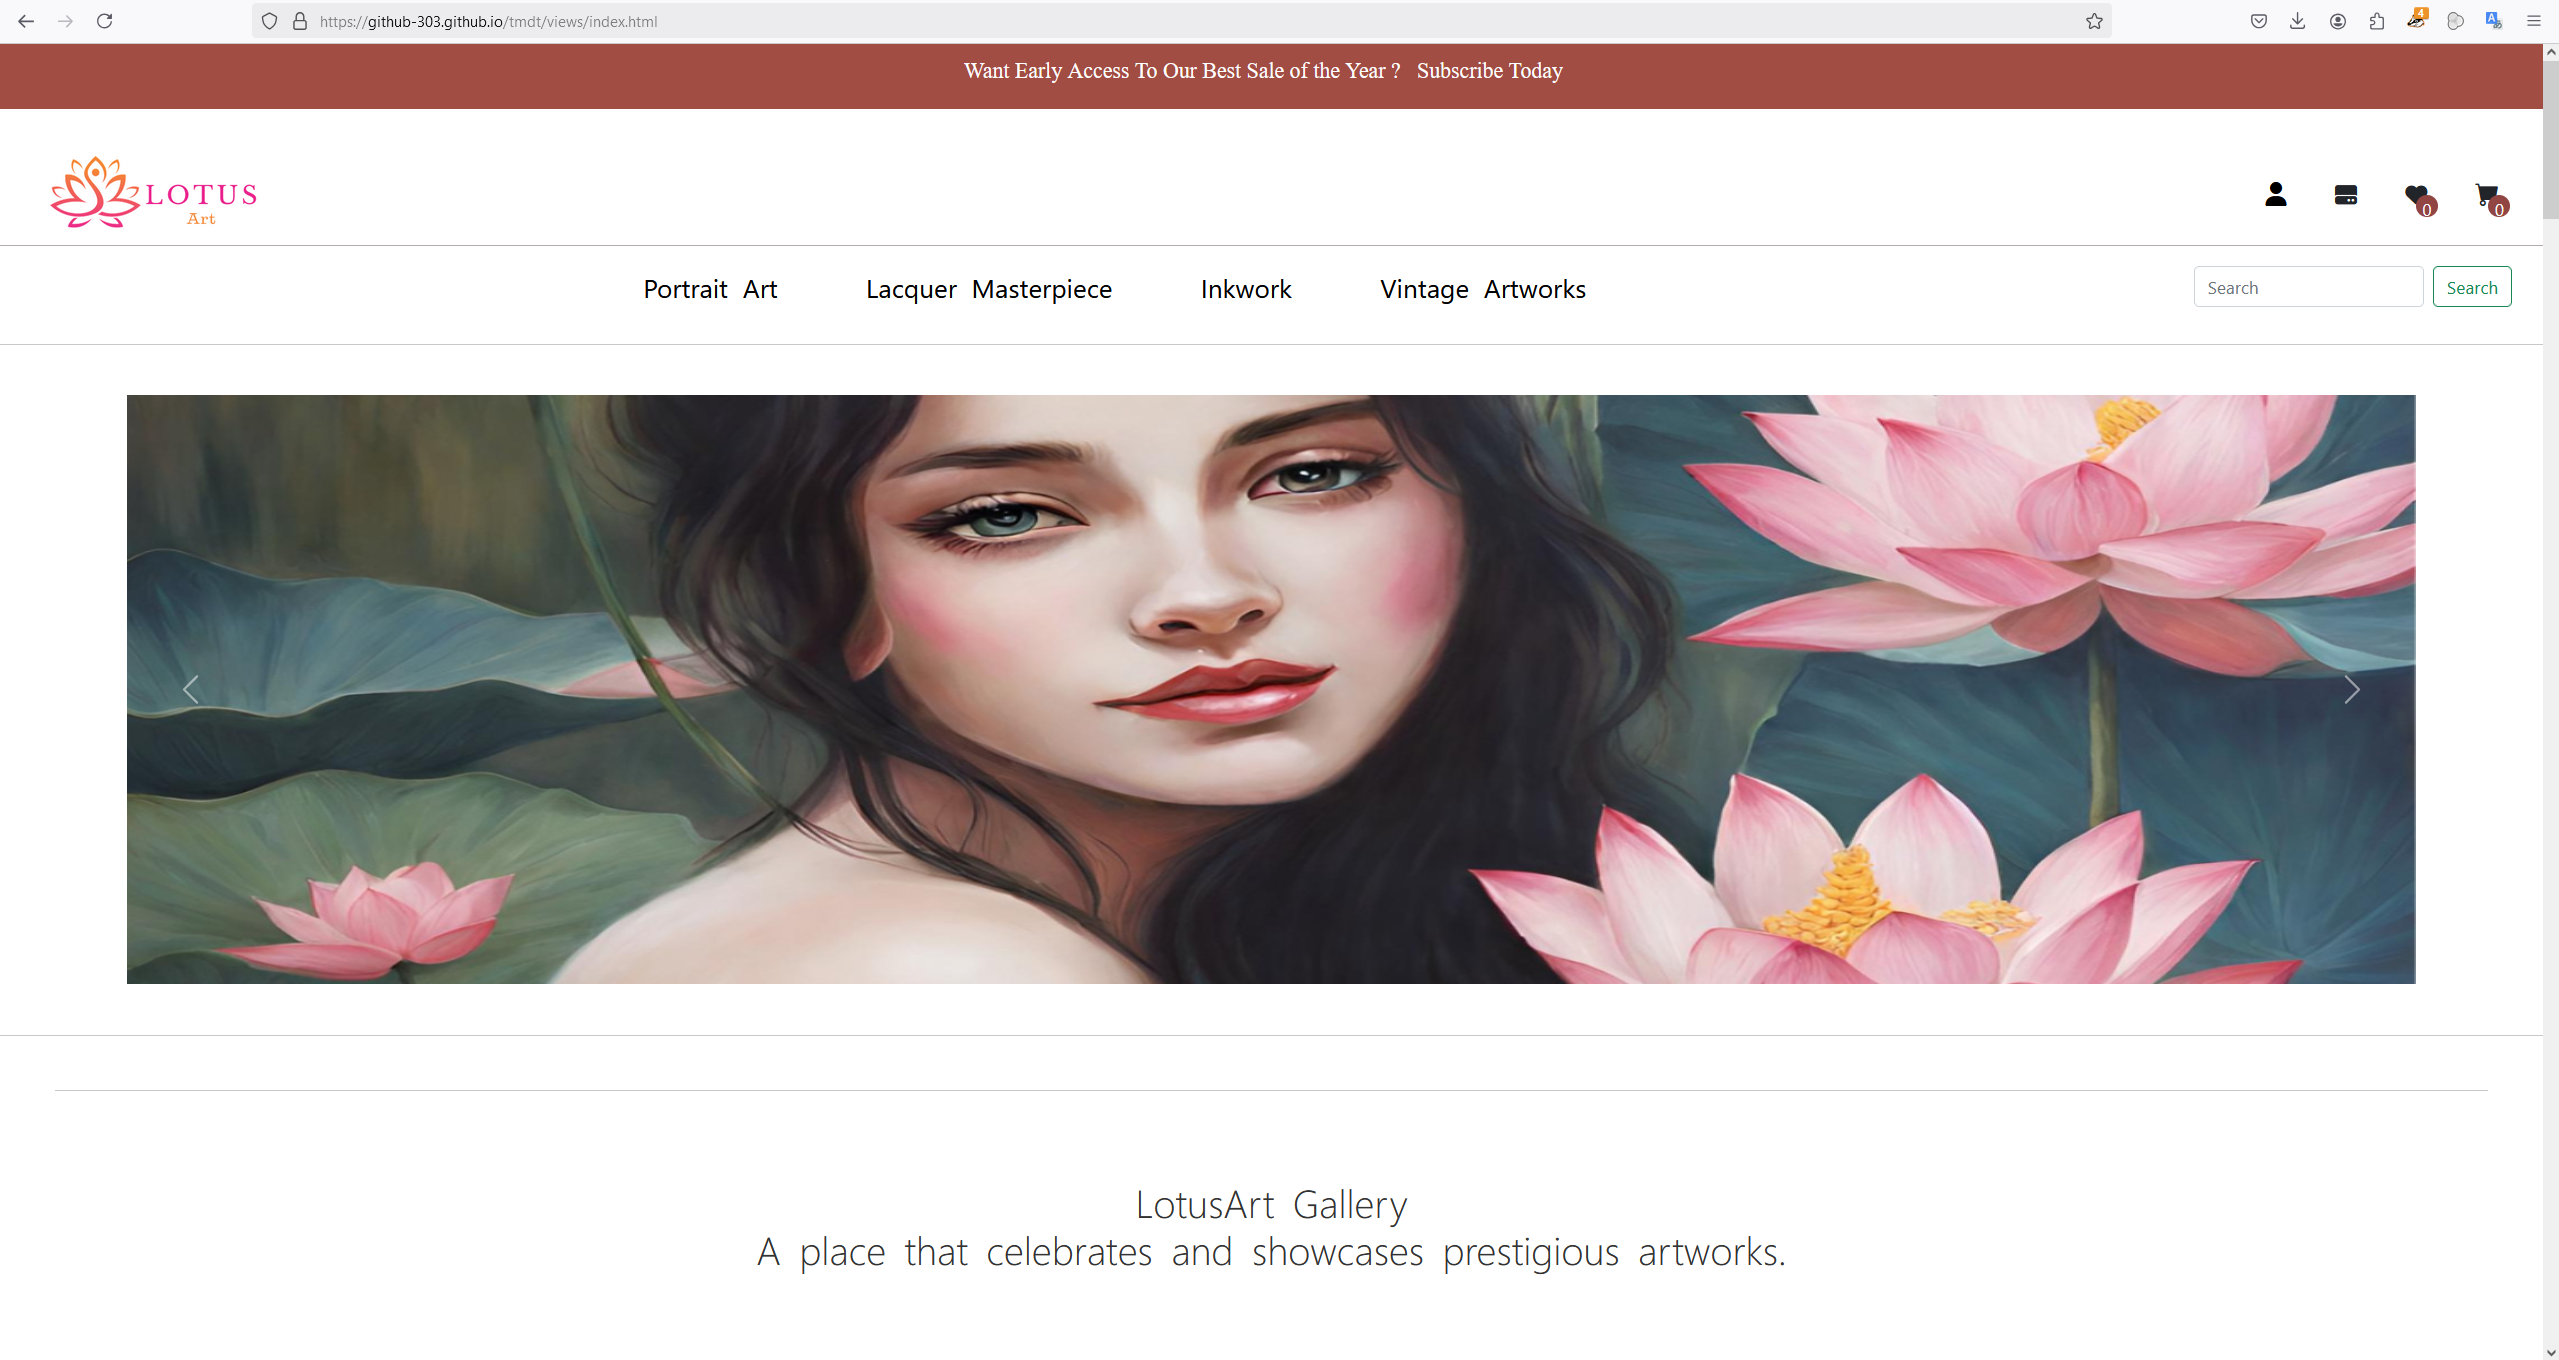 https://github-303.github.io/tmdt/views/index.html
4
Want Early Access To Our Best Sale of the Year ? Subscribe Today
LOTUS
Art
0
0
Portrait Art
Lacquer Masterpiece
Inkwork
Vintage Artworks
Search
Search
LotusArt Gallery
A place that celebrates and showcases prestigious artworks.